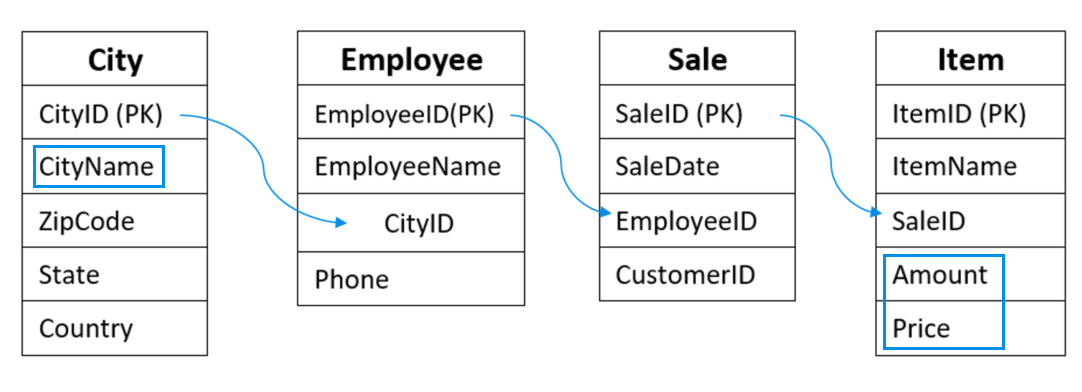 City
CityID (PK)
CityName
ZipCode
State
Country
Employee
EmployeeID(PK)
EmployeeName
CityID
Phone
Sale
SaleID (PK)
SaleDate
EmployeeID
CustomerID
Item
ItemID (PK)
ItemName
SaleID
Amount
Price